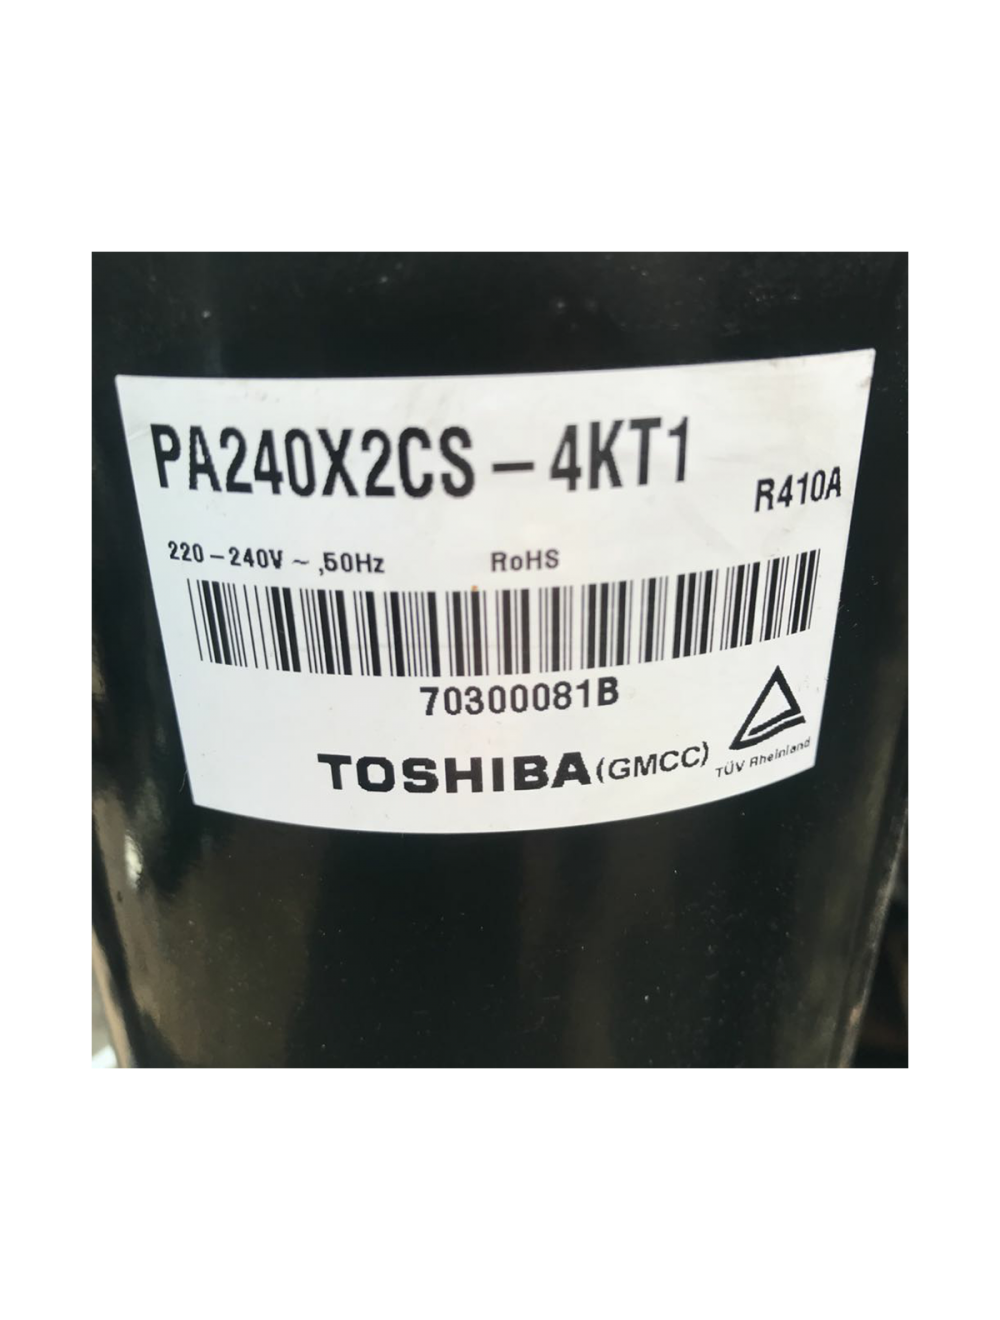 PA240X2CS-4KT1
R410A
220-240V ~,50Hz
RoHS
70300081B
TOSHIBA(GMCC)
TÜV Rheinland